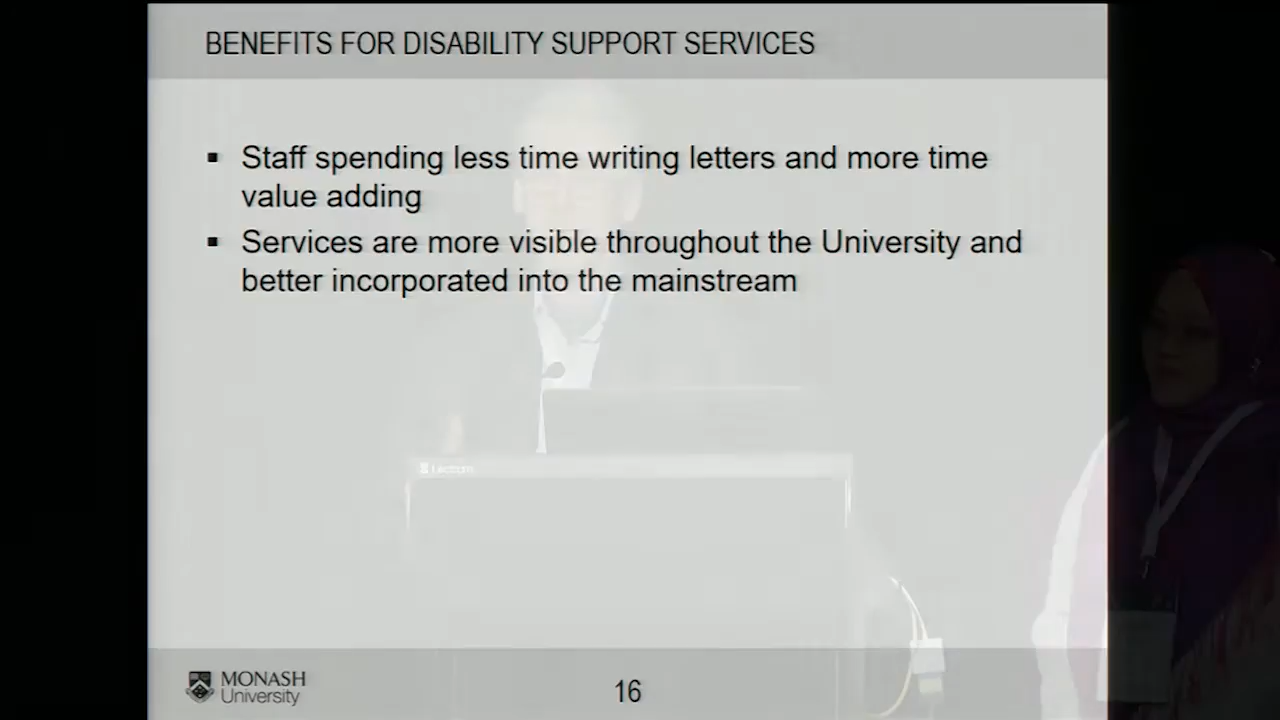 BENEFITS FOR DISABILITY SUPPORT SERVICES
▪ Staff spending less time writing letters and more time
value adding
▪ Services are more visible throughout the University and
better incorporated into the mainstream
Lectrum
MONASH
University
16